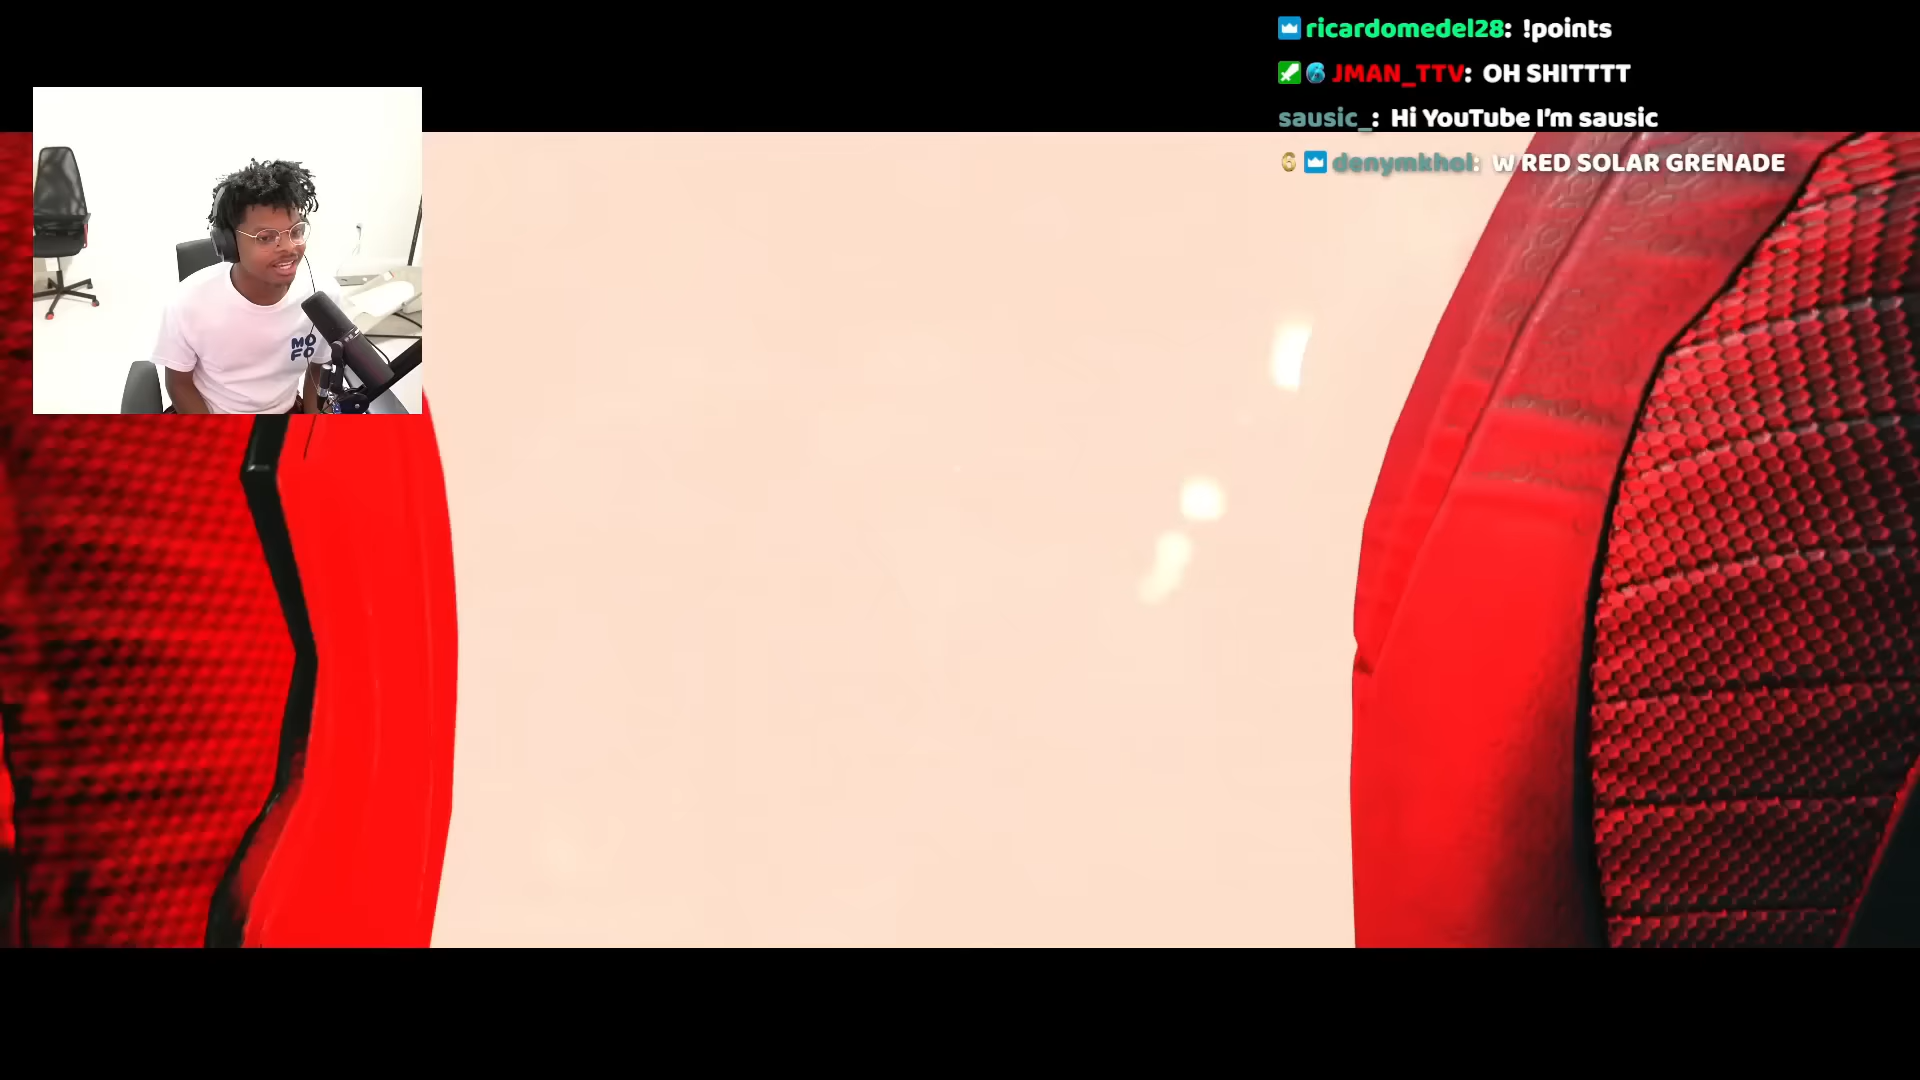 ricardomedel28: !points
JMAN_TTV: OH SHITTTT
sausic_: Hi YouTube I'm sausic
6 denymkhol: W RED SOLAR GRENADE
MO
FO